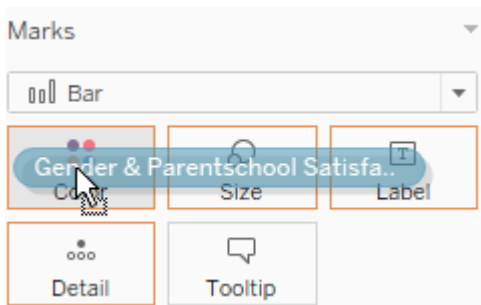 Marks
Bar
Gender & Parentschool Satisfa..
Color Size Label
Detail Tooltip